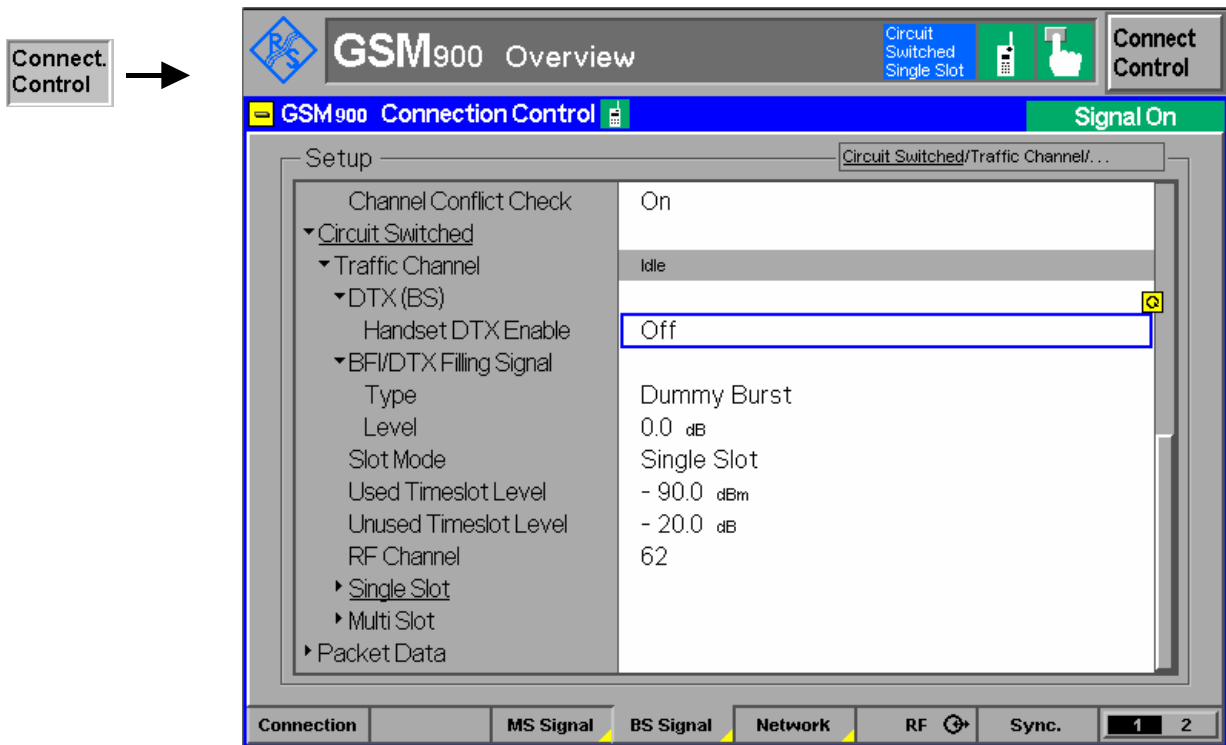 Connect.
Control
R S
GSM900 Overview
Circuit
Switched
Single Slot
Connect
Control
GSM 900 Connection Control
Signal On
Setup
Circuit Switched/Traffic Channel/...
Channel Conflict Check On
Circuit Switched
Traffic Channel Idle
DTX (BS)
Handset DTX Enable Off
BFI/DTX Filling Signal
Type Dummy Burst
Level 0.0 dB
Slot Mode Single Slot
Used Timeslot Level - 90.0 dBm
Unused Timeslot Level - 20.0 dB
RF Channel 62
Single Slot
Multi Slot
Packet Data
Connection MS Signal BS Signal Network RF Sync. 1 2